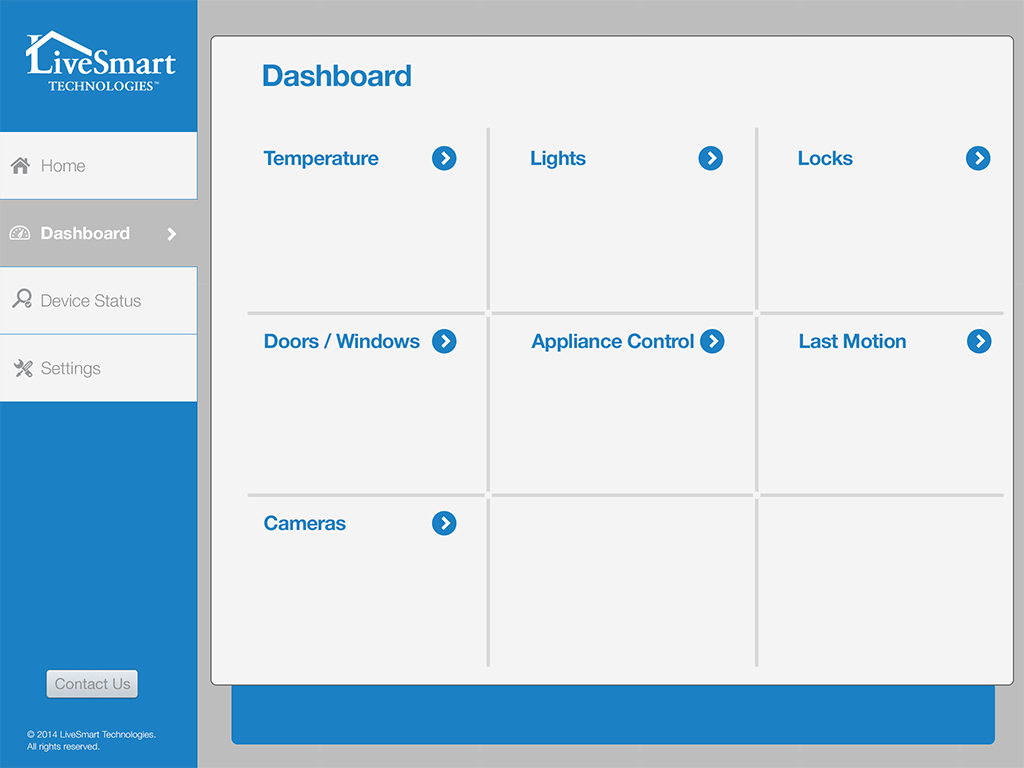 LiveSmart
TECHNOLOGIES™
Home
Dashboard
Device Status
Settings
Contact Us
© 2014 LiveSmart Technologies.
All rights reserved.
Dashboard
Temperature
Lights
Locks
Doors / Windows
Appliance Control
Last Motion
Cameras